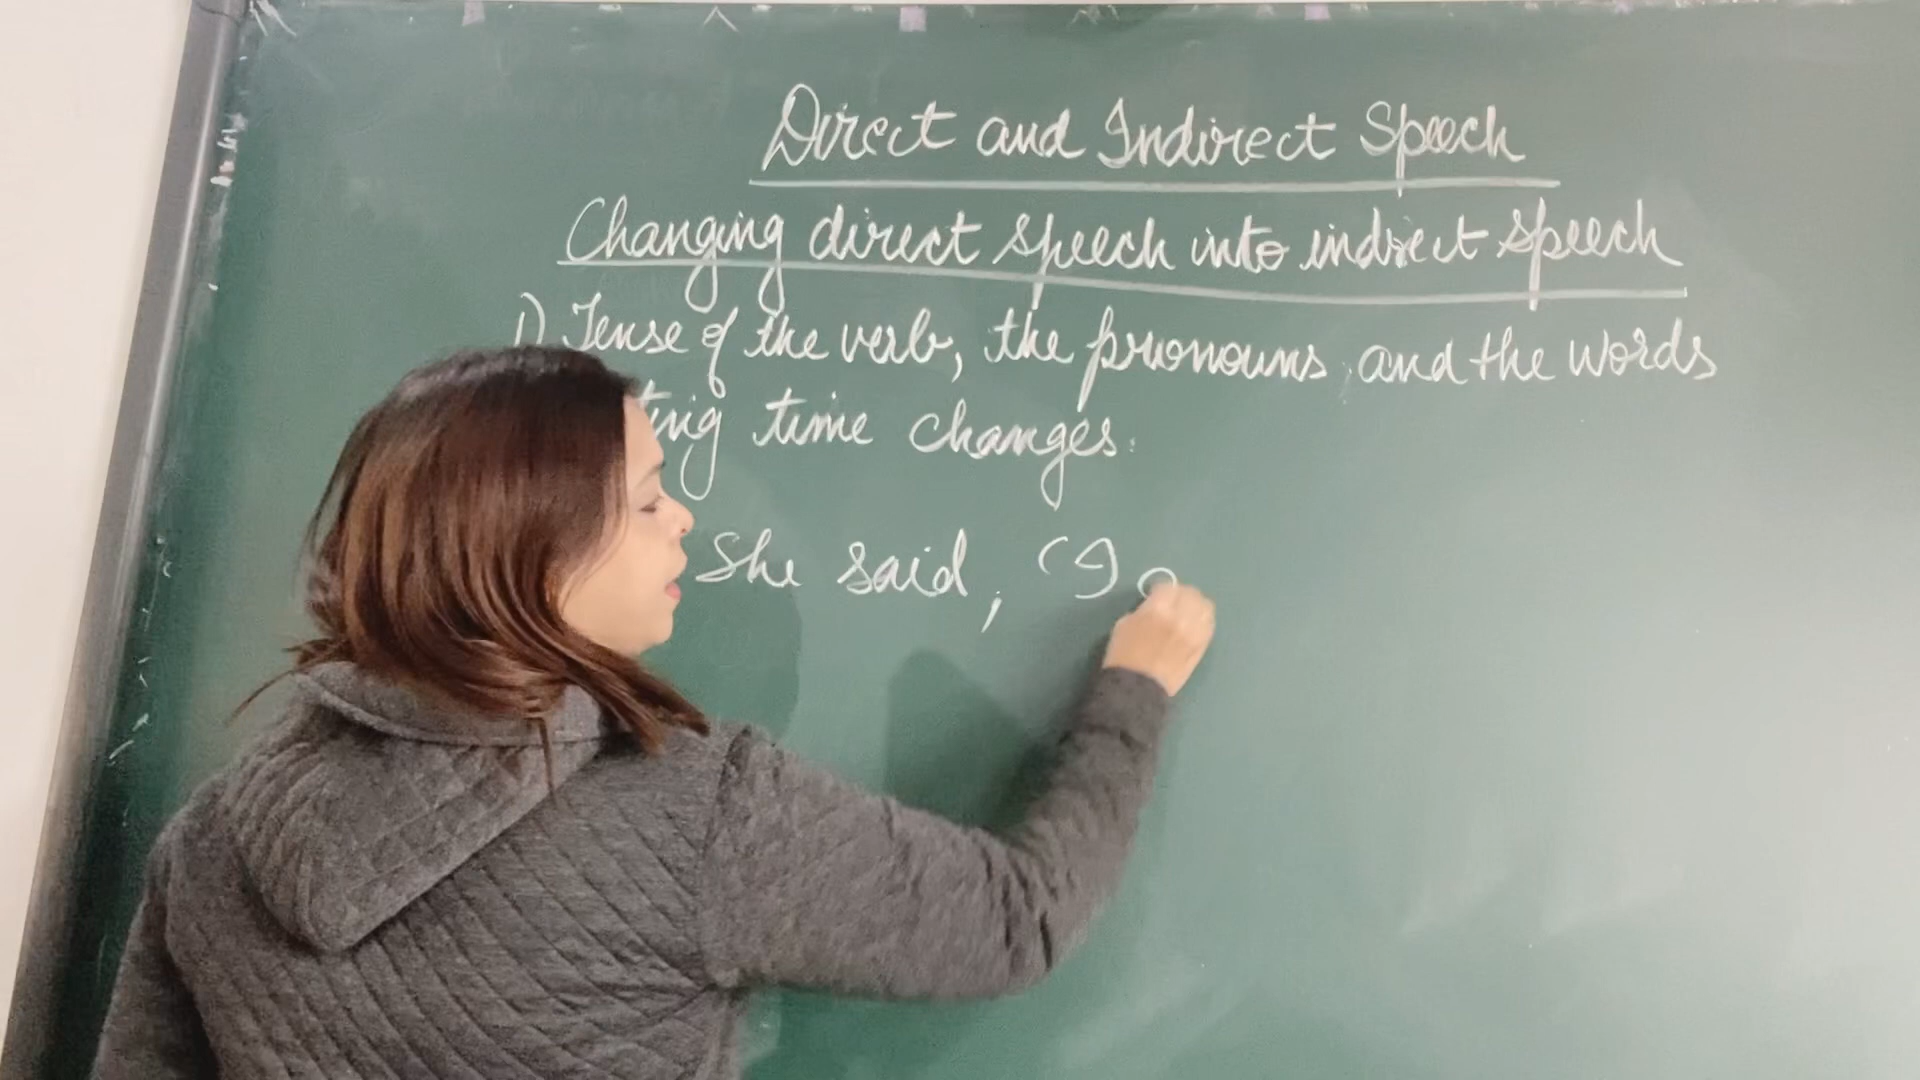 Direct and Indirect Speech
Changing direct speech into indirect speech
1) Tense of the verb, the pronouns, and the words
time changes.
She said, 'I